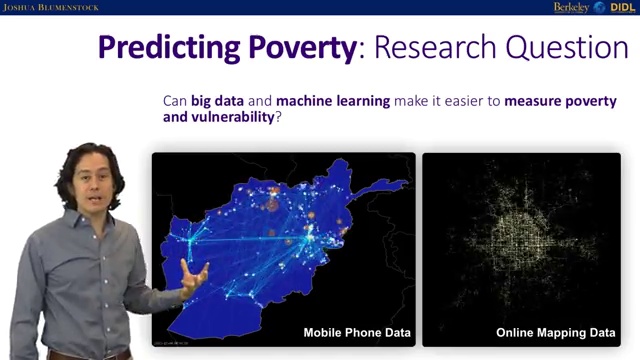 JOSHUA BLUMENSTOCK
Berkeley DIDL
Predicting Poverty: Research Question
Can big data and machine learning make it easier to measure poverty
and vulnerability?
Mobile Phone Data
Online Mapping Data